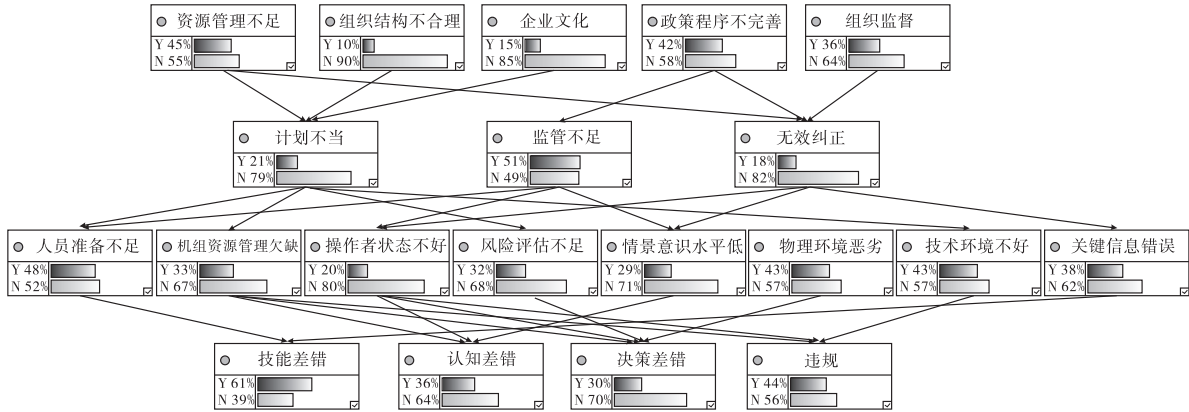 资源管理不足
Y 45%
N 55%
组织结构不合理
Y 10%
N 90%
企业文化
Y 15%
N 85%
政策程序不完善
Y 42%
N 58%
组织监督
Y 36%
N 64%
计划不当
Y 21%
N 79%
监管不足
Y 51%
N 49%
无效纠正
Y 18%
N 82%
人员准备不足
Y 48%
N 52%
机组资源管理欠缺
Y 33%
N 67%
操作者状态不好
Y 20%
N 80%
风险评估不足
Y 32%
N 68%
情景意识水平低
Y 29%
N 71%
物理环境恶劣
Y 43%
N 57%
技术环境不好
Y 43%
N 57%
关键信息错误
Y 38%
N 62%
技能差错
Y 61%
N 39%
认知差错
Y 36%
N 64%
决策差错
Y 30%
N 70%
违规
Y 44%
N 56%